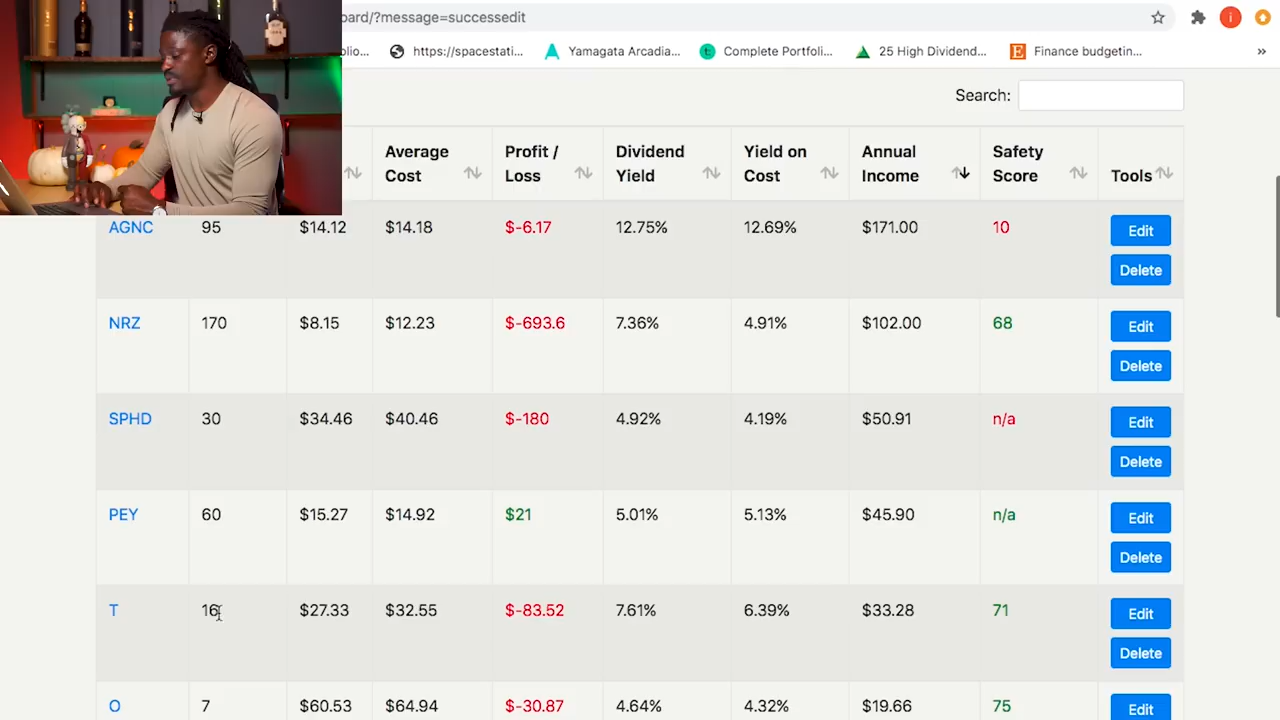 oard/?message=successedit
olio...
https://spacestati...
Yamagata Arcadia...
Complete Portfoli...
25 High Dividend...
Finance budgetin...
»
Search:
Average Cost Profit / Loss Dividend Yield Yield on Cost Annual Income Safety Score Tools
AGNC 95 $14.12 $14.18 $-6.17 12.75% 12.69% $171.00 10 Edit
Delete
NRZ 170 $8.15 $12.23 $-693.6 7.36% 4.91% $102.00 68 Edit
Delete
SPHD 30 $34.46 $40.46 $-180 4.92% 4.19% $50.91 n/a Edit
Delete
PEY 60 $15.27 $14.92 $21 5.01% 5.13% $45.90 n/a Edit
Delete
T 16 $27.33 $32.55 $-83.52 7.61% 6.39% $33.28 71 Edit
Delete
O 7 $60.53 $64.94 $-30.87 4.64% 4.32% $19.66 75 Edit